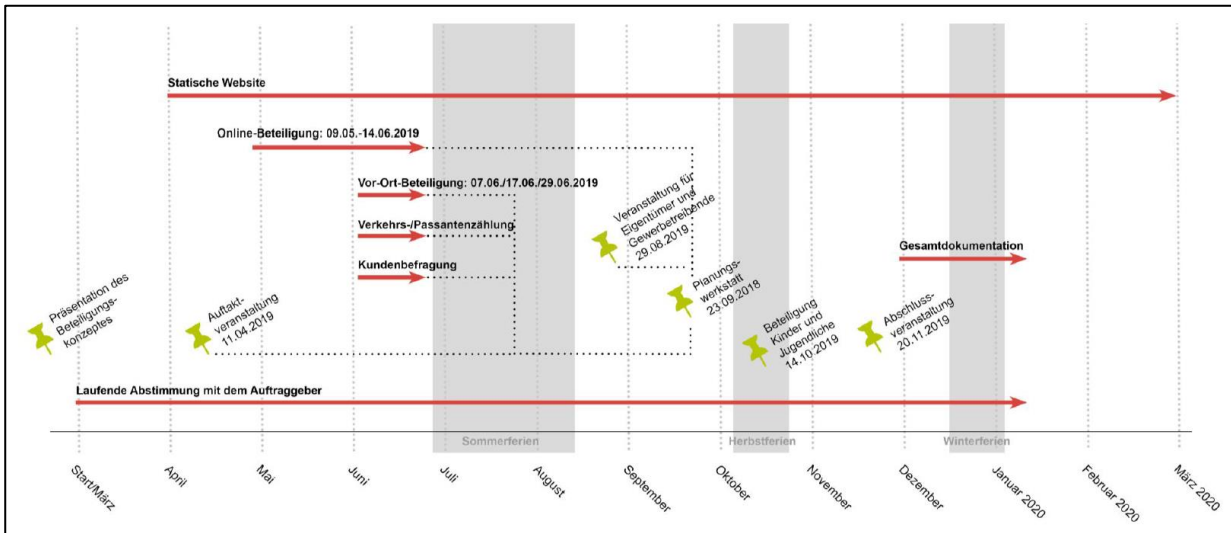 Statische Website
Online-Beteiligung: 09.05.-14.06.2019
Vor-Ort-Beteiligung: 07.06./17.06./29.06.2019
Verkehrs-/Passantenzählung
Kundenbefragung
Veranstaltung für
Eigentümer und
Gewerbetreibende
29.08.2019
Gesamtdokumentation
Präsentation des
Beteiligungs-
konzeptes
Auftakt-
veranstaltung
11.04.2019
Planungs-
werkstatt
23.09.2018
Beteiligung
Kinder und
Jugendliche
14.10.2019
Abschluss-
veranstaltung
20.11.2019
Laufende Abstimmung mit dem Auftraggeber
Sommerferien
Herbstferien
Winterferien
Start/März
April
Mai
Juni
Juli
August
September
Oktober
November
Dezember
Januar 2020
Februar 2020
März 2020